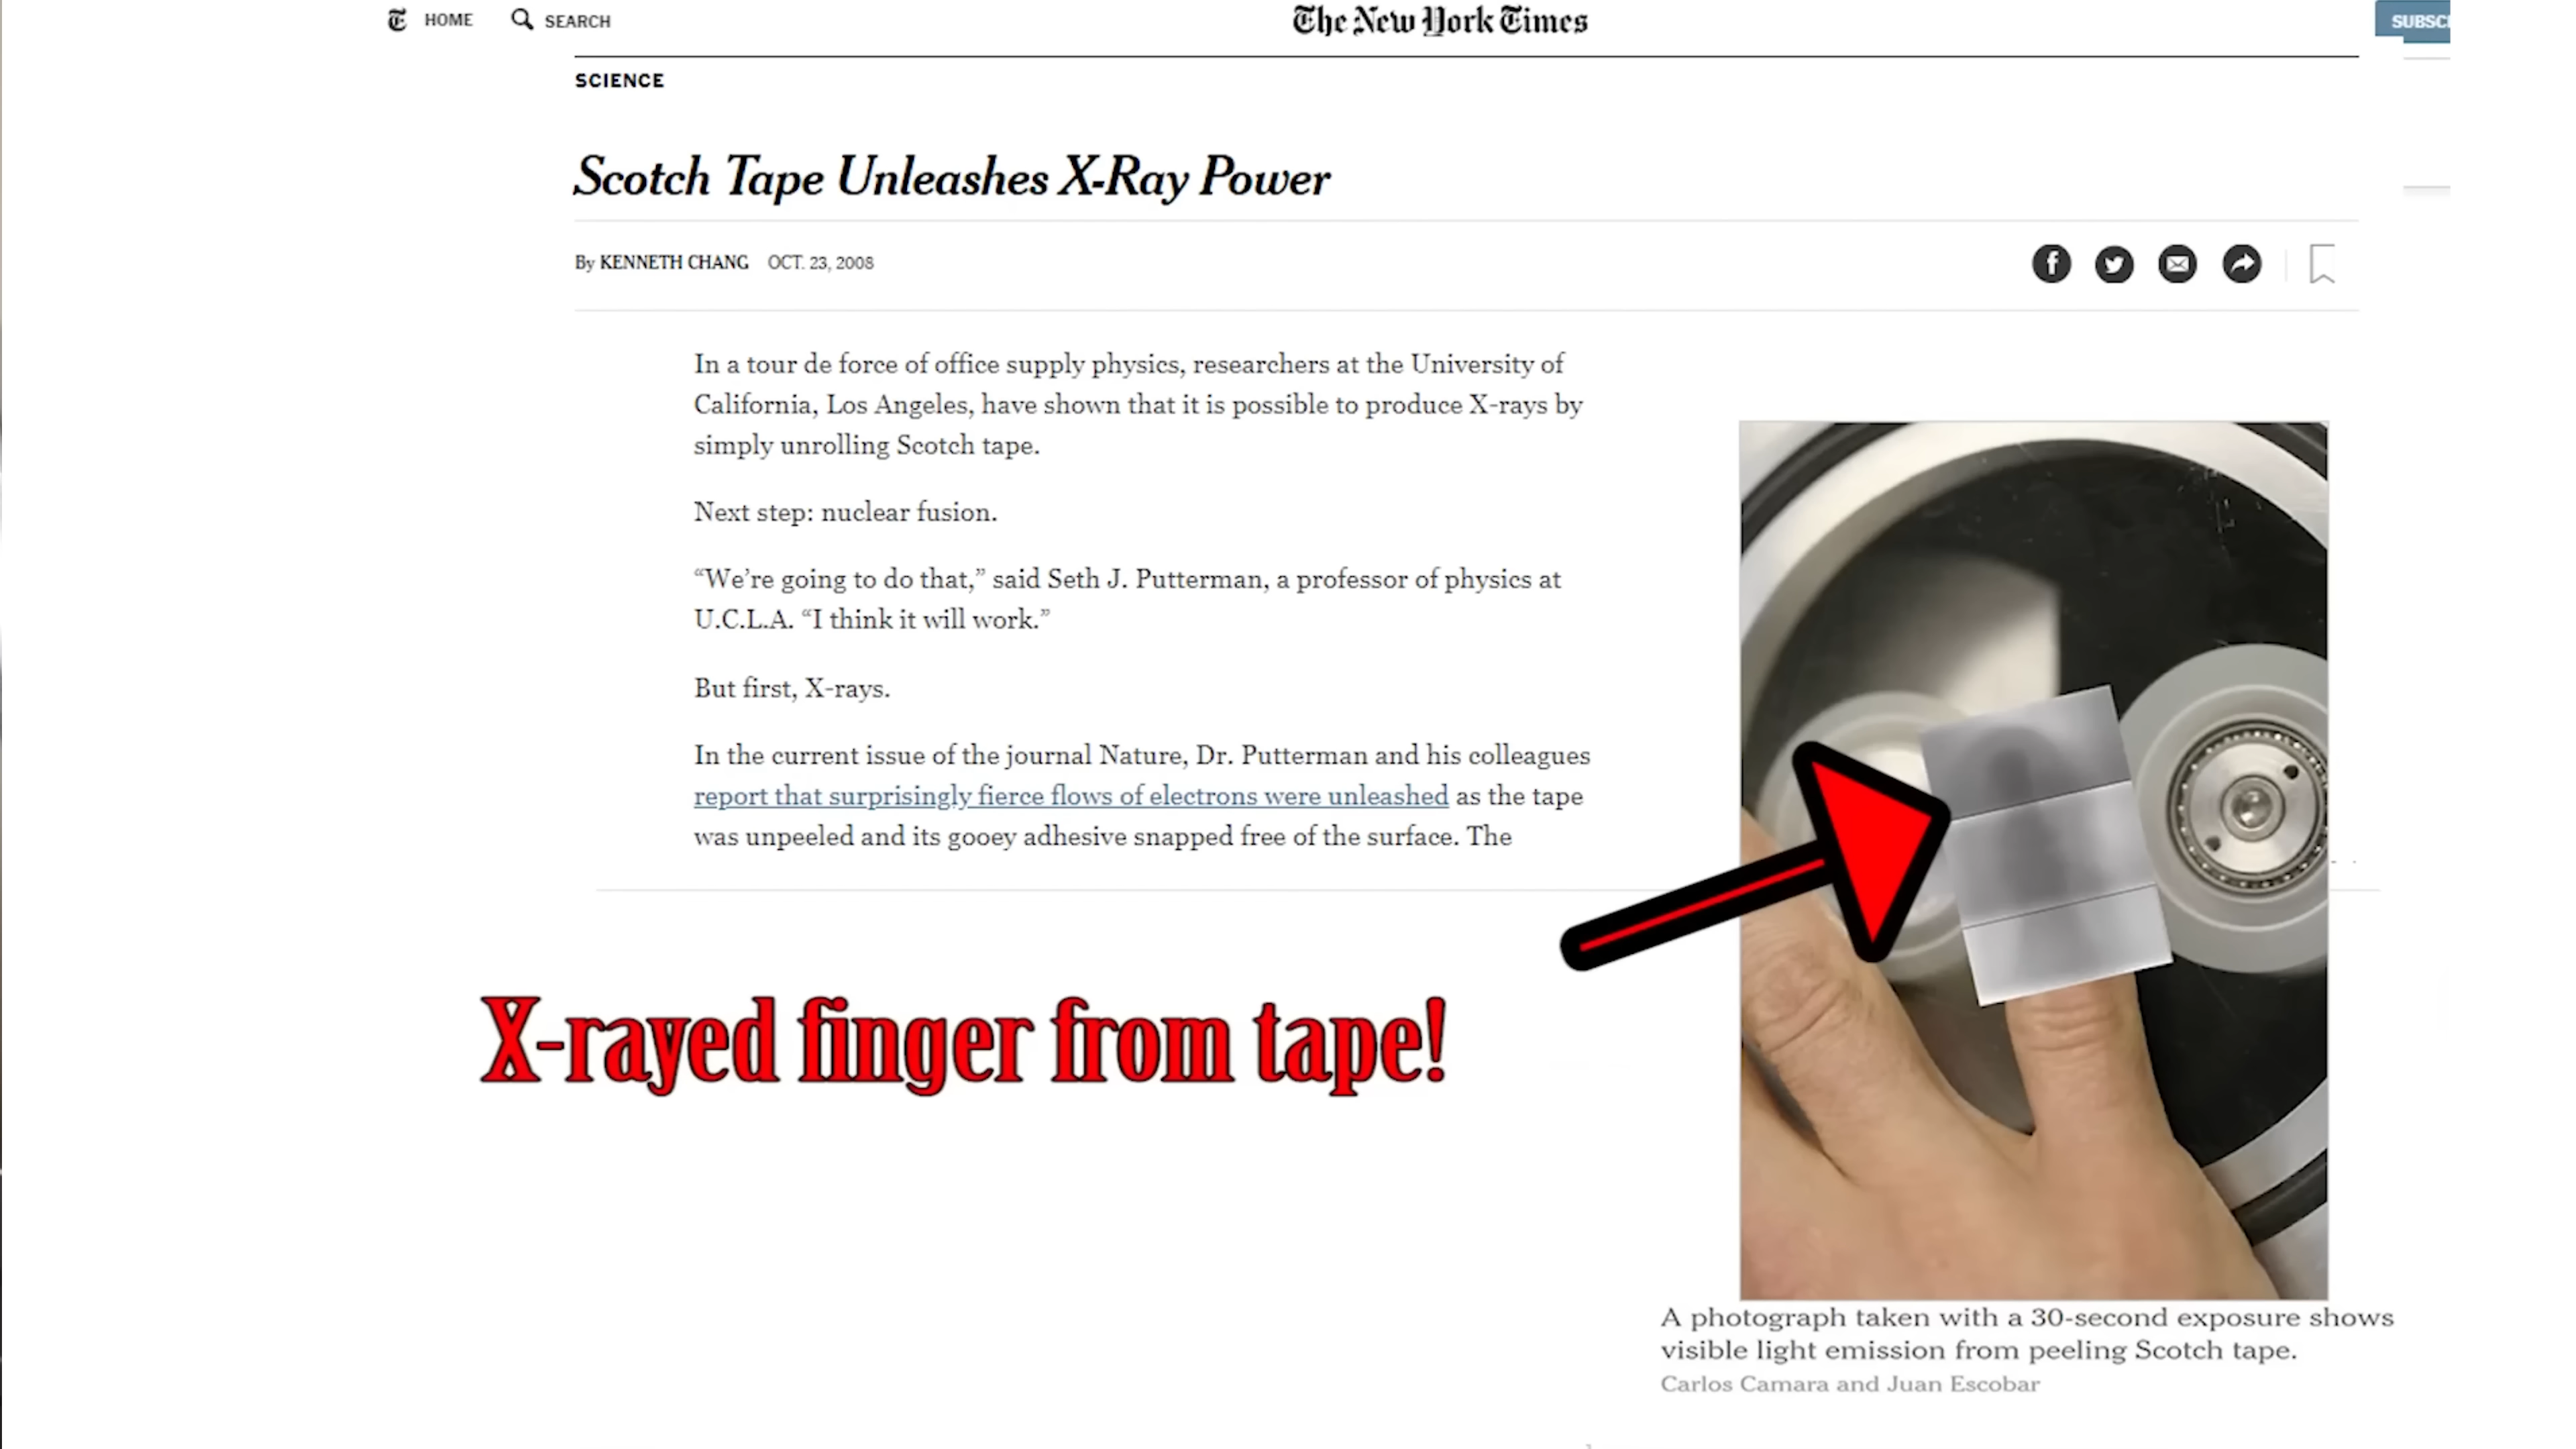 HOME
SEARCH
The New York Times
SCIENCE
Scotch Tape Unleashes X-Ray Power
By KENNETH CHANG OCT. 23, 2008
In a tour de force of office supply physics, researchers at the University of
California, Los Angeles, have shown that it is possible to produce X-rays by
simply unrolling Scotch tape.
Next step: nuclear fusion.
“We’re going to do that,” said Seth J. Putterman, a professor of physics at
U.C.L.A. “I think it will work.”
But first, X-rays.
In the current issue of the journal Nature, Dr. Putterman and his colleagues
report that surprisingly fierce flows of electrons were unleashed as the tape
was unpeeled and its gooey adhesive snapped free of the surface. The
X-rayed finger from tape!
A photograph taken with a 30-second exposure shows
visible light emission from peeling Scotch tape.
Carlos Camara and Juan Escobar